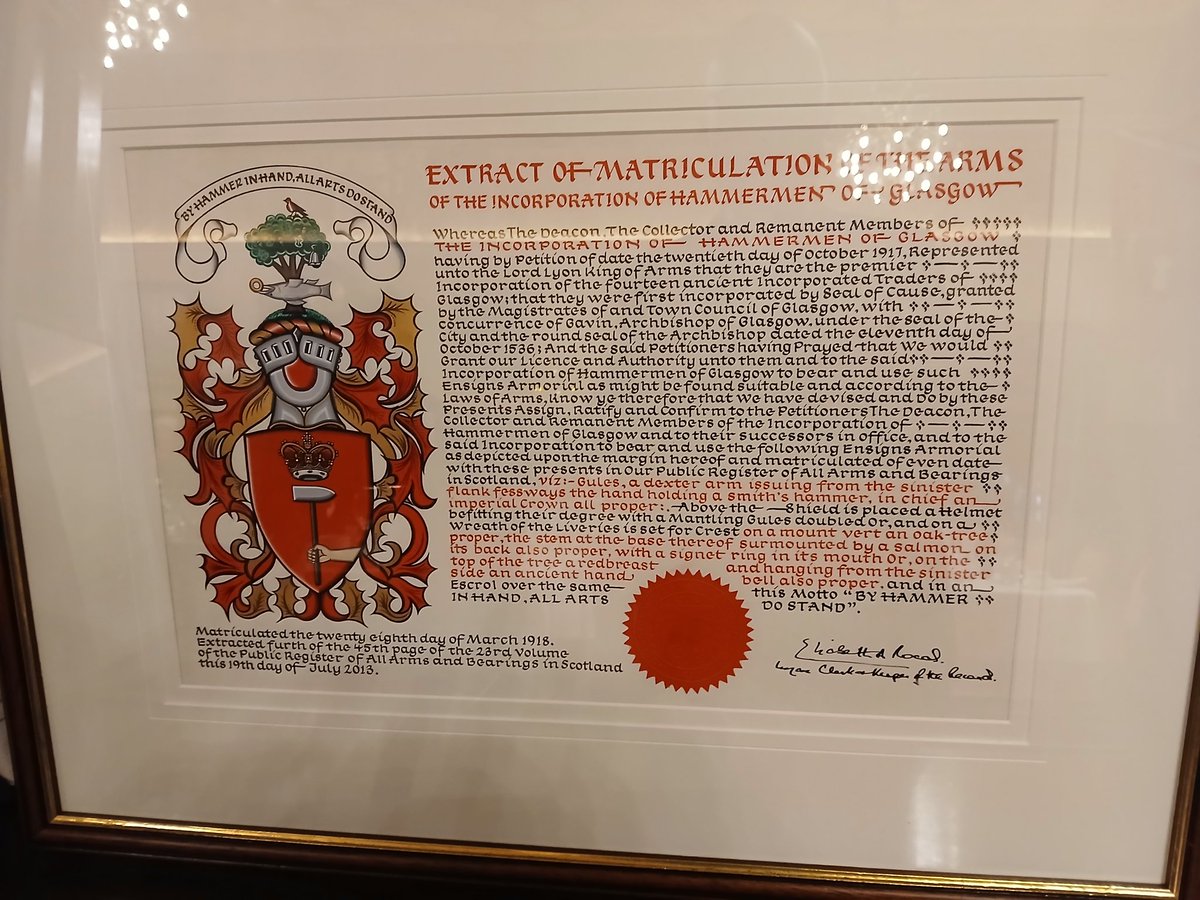 BY HAMMER IN HAND, ALL ARTS DO STAND
EXTRACT OF MATRICULATION OF THE ARMS
OF THE INCORPORATION OF HAMMERMEN OF GLASGOW
Whereas The Deacon, The Collector and Remanent Members of
THE INCORPORATION OF HAMMERMEN OF GLASGOW
having by Petition of date the twentieth day of October 1917, Represented
unto the Lord Lyon King of Arms that they are the premier
Incorporation of the fourteen ancient Incorporated Traders of
Glasgow; that they were first incorporated by Seal of Cause, granted
by the Magistrates and Town Council of Glasgow, with
concurrence of Gavin, Archbishop of Glasgow, under the seal of the
City and the round seal of the Archbishop dated the eleventh day of
October 1536; And the said Petitioners having Prayed that We would
Grant our Licence and Authority unto them and to the said
Incorporation of Hammermen of Glasgow to bear and use such
Ensigns Armorial as might be found suitable and according to the
Laws of Arms, Know ye therefore that We have devised and Do by these
Presents Assign, Ratify and Confirm to the Petitioners The Deacon, The
Collector and Remanent Members of the Incorporation of
Hammermen of Glasgow and to their successors in office, and to the
said Incorporation to bear and use the following Ensigns Armorial
as depicted upon the margin hereof and matriculated of even date
with these presents in Our Public Register of All Arms and Bearings
in Scotland, viz:- Gules, a dexter arm issuing from the sinister
flank fessways the hand holding a smith's hammer, in chief an
imperial Crown all proper:. Above the Shield is placed a Helmet
befitting their degree with a Mantling Gules doubled Or, and on a
Wreath of the Liveries is set for Crest on a mount vert an oak-tree
proper, the stem at the base thereof surmounted by a salmon on
its back also proper, with a signet ring in its mouth Or, on the
top of the tree a redbreast and hanging from the sinister
side an ancient hand bell also proper, and in an
Escrol over the same this Motto "BY HAMMER
IN HAND, ALL ARTS DO STAND".
Matriculated the twenty eighth day of March 1918.
Extracted furth of the 45th page of the 23rd Volume
of the Public Register of All Arms and Bearings in Scotland
this 19th day of July 2013.
Elizabeth A Roads.
Lyon Clerk & Keeper of the Records.